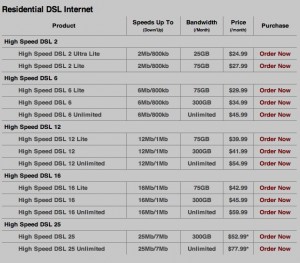 Residential DSL Internet
Product Speeds Up To (Down/Up) Bandwidth (/Month) Price (/month) Purchase
High Speed DSL 2
High Speed DSL 2 Ultra Lite 2Mb/800kb 25GB $24.99 Order Now
High Speed DSL 2 Lite 2Mb/800kb 75GB $27.99 Order Now
High Speed DSL 6
High Speed DSL 6 Lite 6Mb/800kb 75GB $29.99 Order Now
High Speed DSL 6 6Mb/800kb 300GB $34.99 Order Now
High Speed DSL 6 Unlimited 6Mb/800kb Unlimited $45.99 Order Now
High Speed DSL 12
High Speed DSL 12 Lite 12Mb/1Mb 75GB $39.99 Order Now
High Speed DSL 12 12Mb/1Mb 300GB $41.99 Order Now
High Speed DSL 12 Unlimited 12Mb/1Mb Unlimited $54.99 Order Now
High Speed DSL 16
High Speed DSL 16 Lite 16Mb/1Mb 75GB $42.99 Order Now
High Speed DSL 16 16Mb/1Mb 300GB $45.99 Order Now
High Speed DSL 16 Unlimited 16Mb/1Mb Unlimited $59.99 Order Now
High Speed DSL 25
High Speed DSL 25 25Mb/7Mb 300GB $52.99* Order Now
High Speed DSL 25 Unlimited 25Mb/7Mb Unlimited $77.99* Order Now